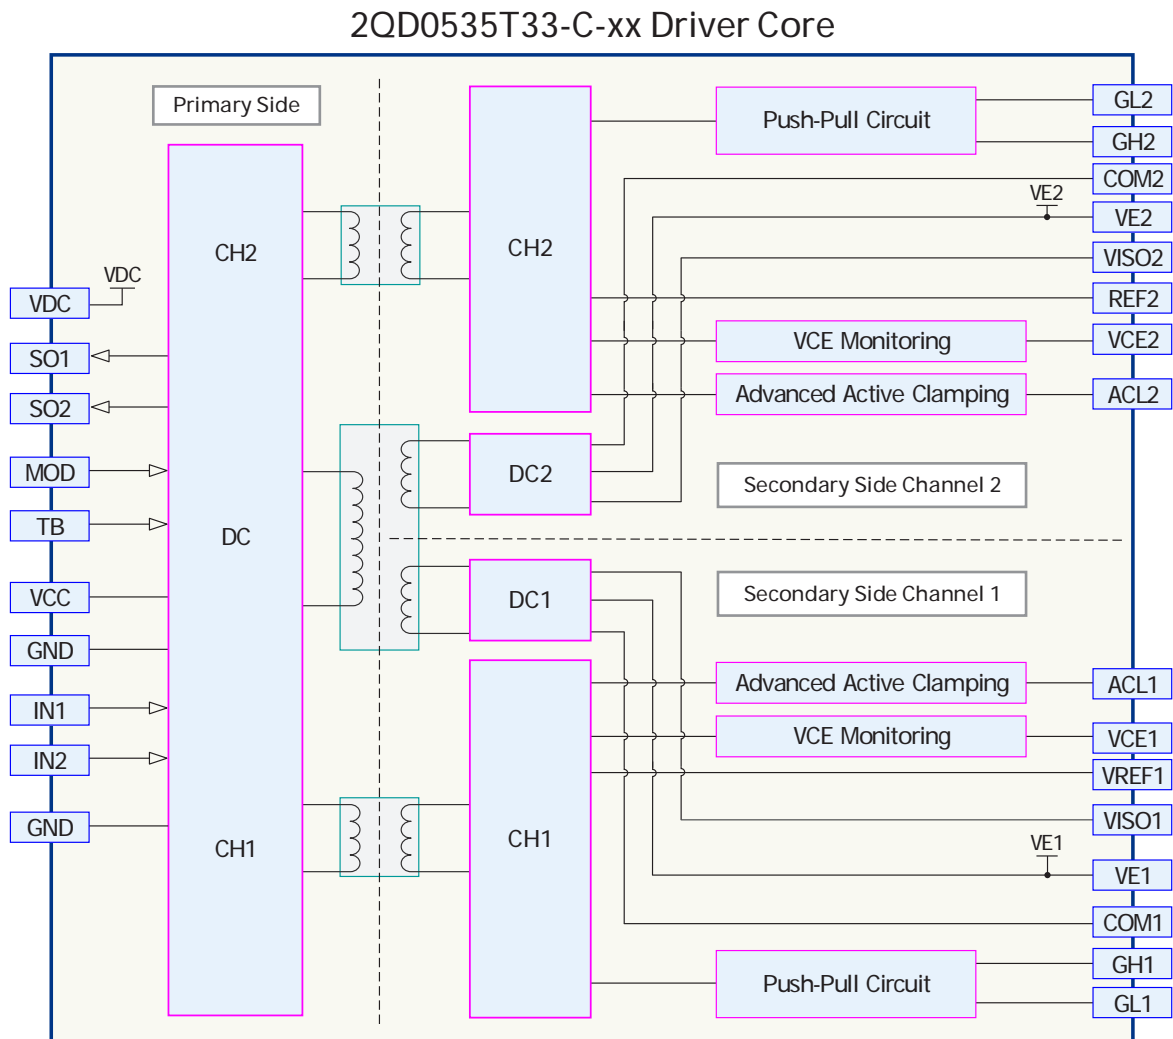 2QD0535T33-C-xx Driver Core
Primary Side
CH2
DC
CH1
VDC
VDC
SO1
SO2
MOD
TB
VCC
GND
IN1
IN2
GND
CH2
DC2
DC1
CH1
Push-Pull Circuit
VE2
VCE Monitoring
Advanced Active Clamping
Secondary Side Channel 2
Secondary Side Channel 1
Advanced Active Clamping
VCE Monitoring
VE1
Push-Pull Circuit
GL2
GH2
COM2
VE2
VISO2
REF2
VCE2
ACL2
ACL1
VCE1
VREF1
VISO1
VE1
COM1
GH1
GL1